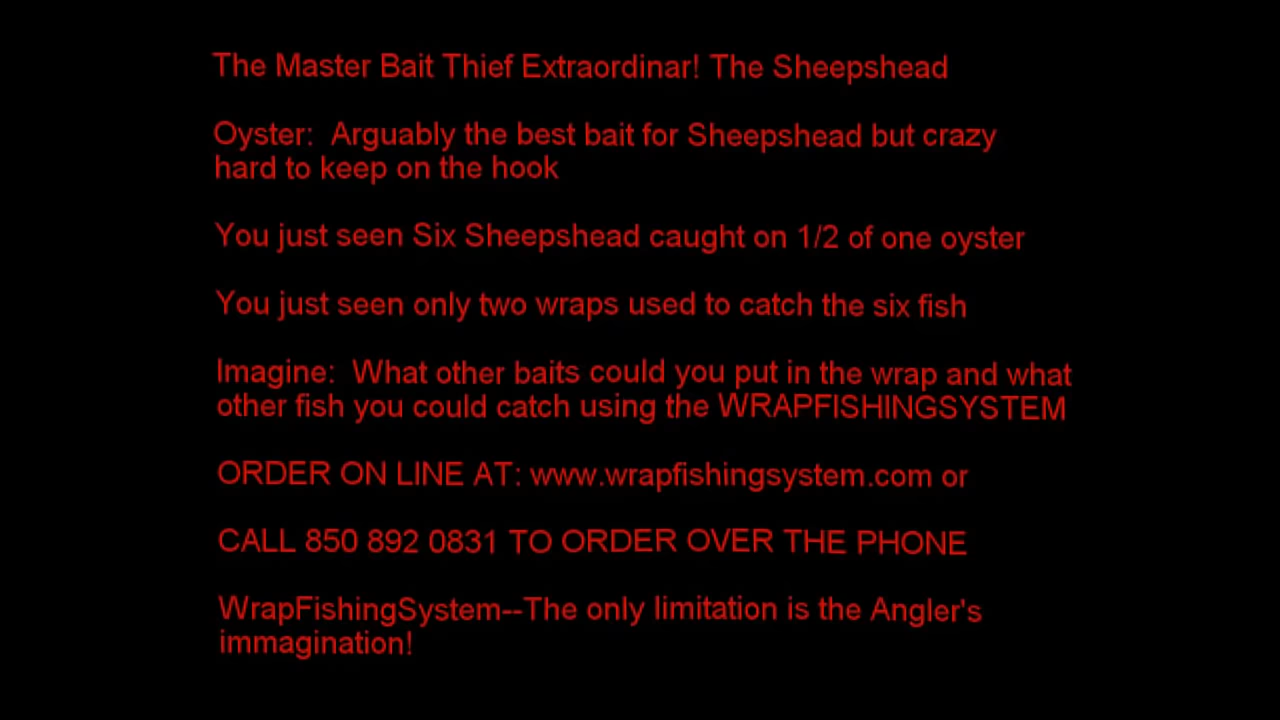 The Master Bait Thief Extraordinar! The Sheepshead
Oyster:  Arguably the best bait for Sheepshead but crazy
hard to keep on the hook
You just seen Six Sheepshead caught on 1/2 of one oyster
You just seen only two wraps used to catch the six fish
Imagine:  What other baits could you put in the wrap and what
other fish you could catch using the WRAPFISHINGSYSTEM
ORDER ON LINE AT: www.wrapfishingsystem.com or
CALL 850 892 0831 TO ORDER OVER THE PHONE
WrapFishingSystem--The only limitation is the Angler's
immagination!